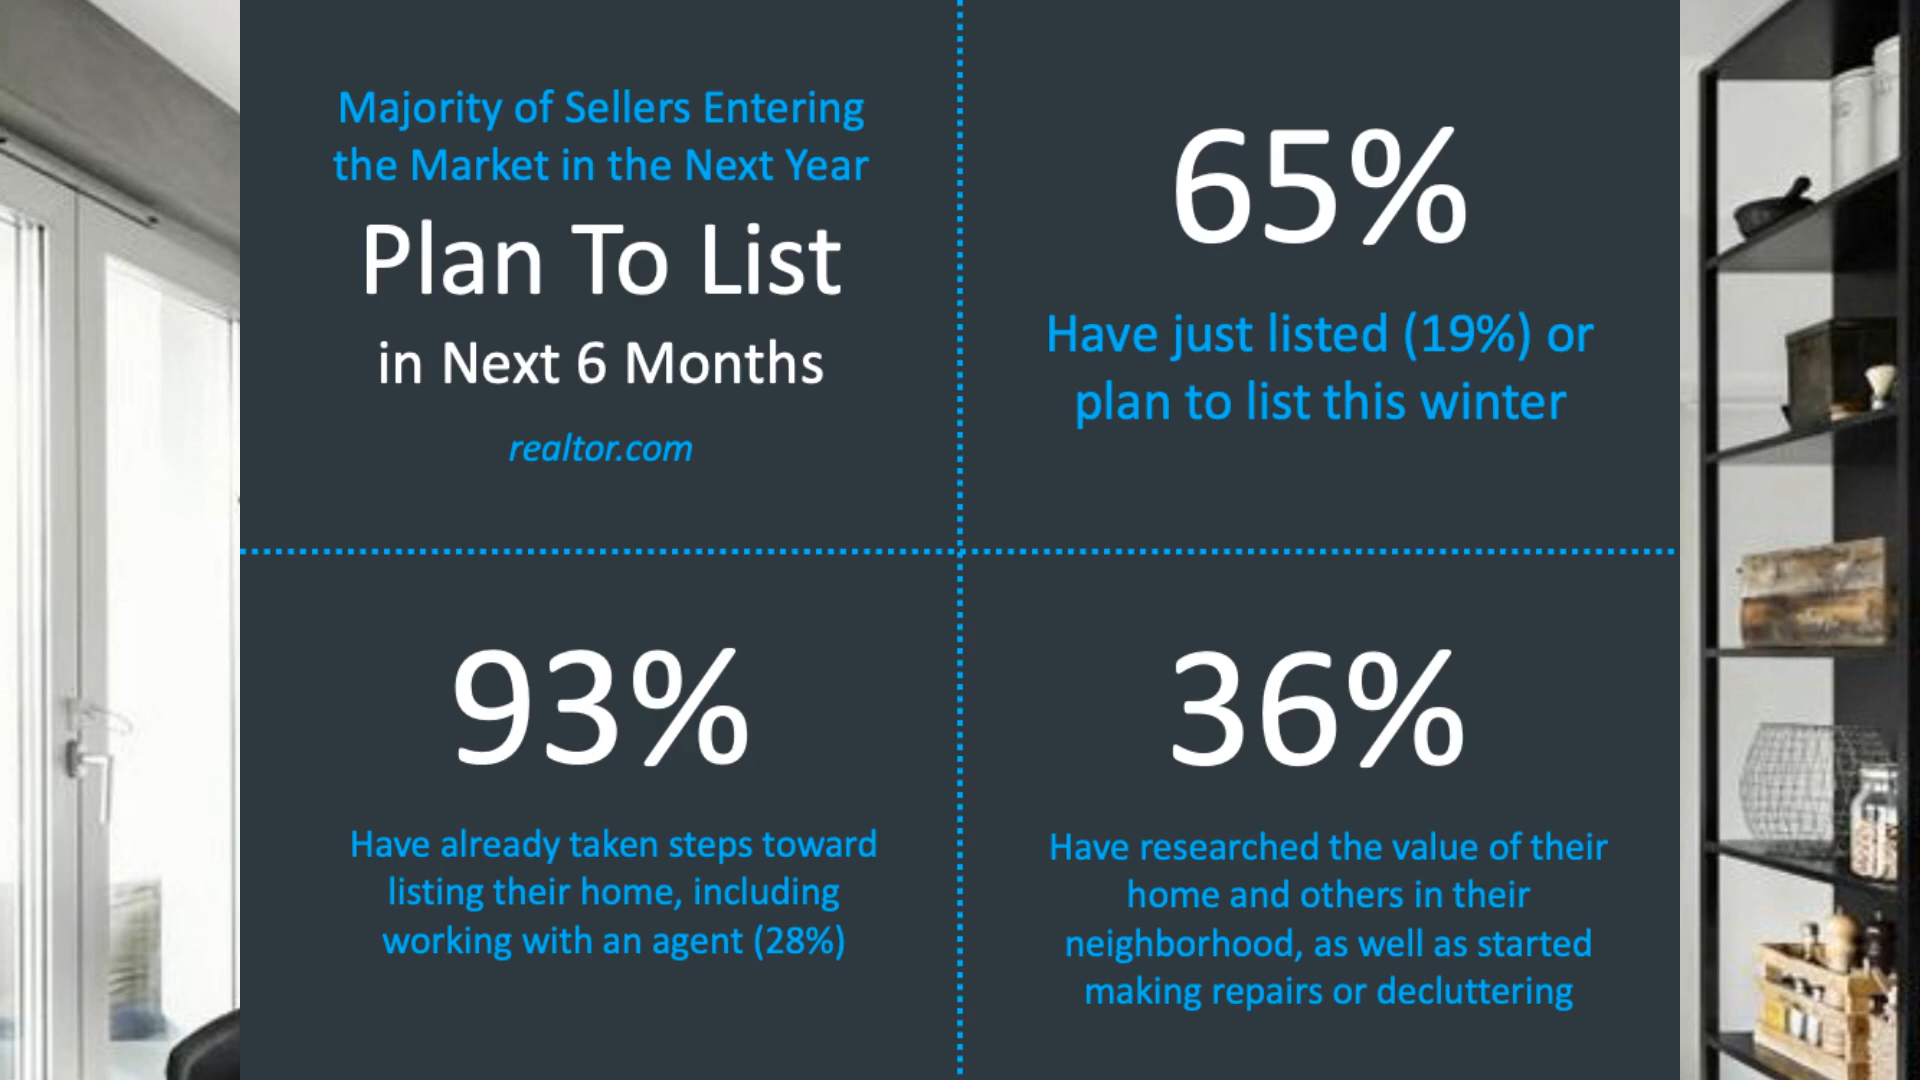 Majority of Sellers Entering
the Market in the Next Year
Plan To List
in Next 6 Months
realtor.com
65%
Have just listed (19%) or
plan to list this winter
93%
Have already taken steps toward
listing their home, including
working with an agent (28%)
36%
Have researched the value of their
home and others in their
neighborhood, as well as started
making repairs or decluttering